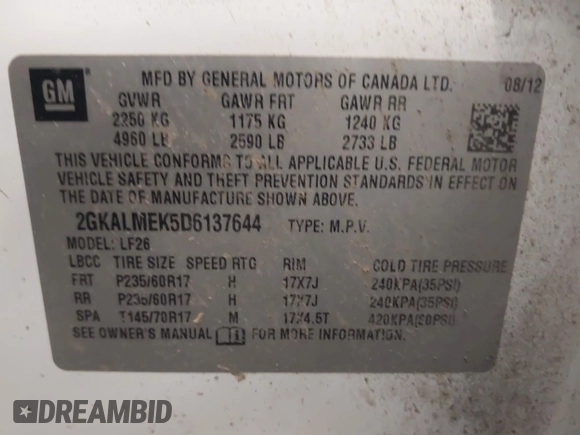 GM
MFD BY GENERAL MOTORS OF CANADA LTD. 08/12
GVWR GAWR FRT GAWR RR
2250 KG 1175 KG 1240 KG
4960 LB 2590 LB 2733 LB
THIS VEHICLE CONFORMS TO ALL APPLICABLE U.S. FEDERAL MOTOR
VEHICLE SAFETY AND THEFT PREVENTION STANDARDS IN EFFECT ON
THE DATE OF MANUFACTURE SHOWN ABOVE.
2GKALMEK5D6137644 TYPE: M.P.V.
MODEL: LF26
LBCC TIRE SIZE SPEED RTG RIM COLD TIRE PRESSURE
FRT P235/60R17 H 17X7J 240KPA(35PSI)
RR P235/60R17 H 17X7J 240KPA(35PSI)
SPA T145/70R17 M 17X4.5T 420KPA(60PSI)
SEE OWNER'S MANUAL FOR MORE INFORMATION.
DREAMBID